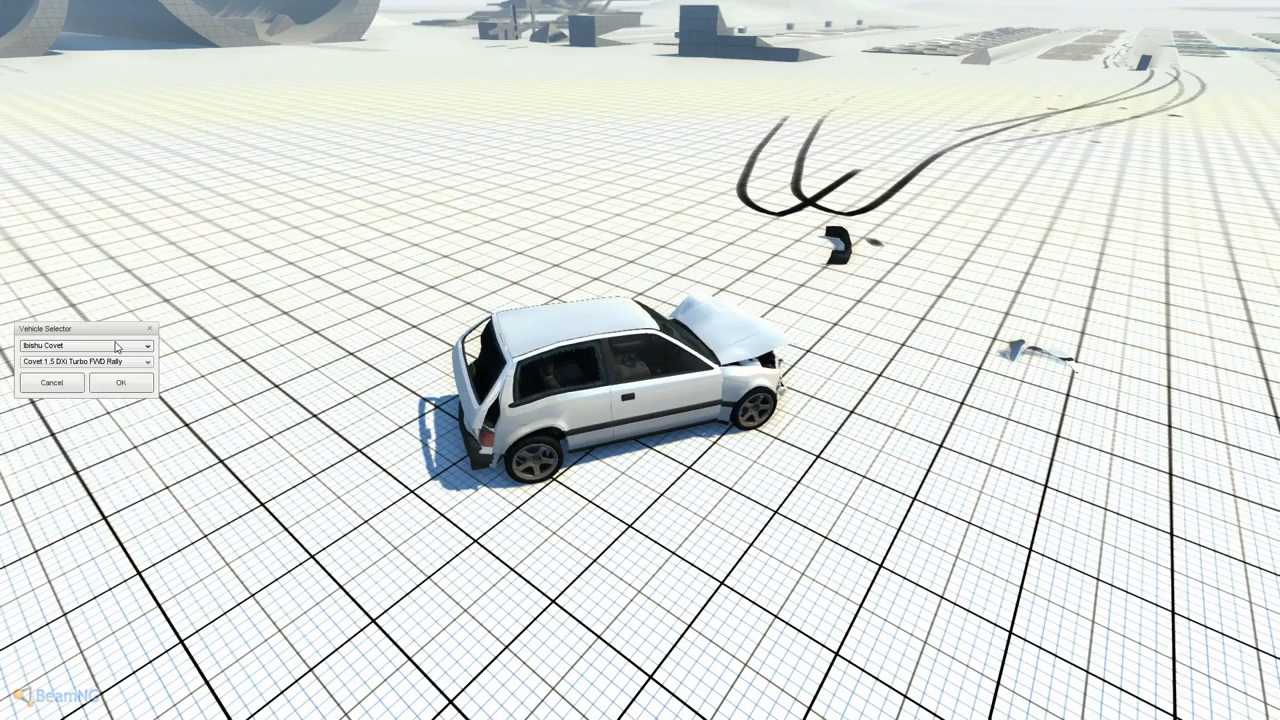 Vehicle Selector
Ibishu Covet
Covet 1.5 DXi Turbo FWD Rally
Cancel
OK
BeamNG